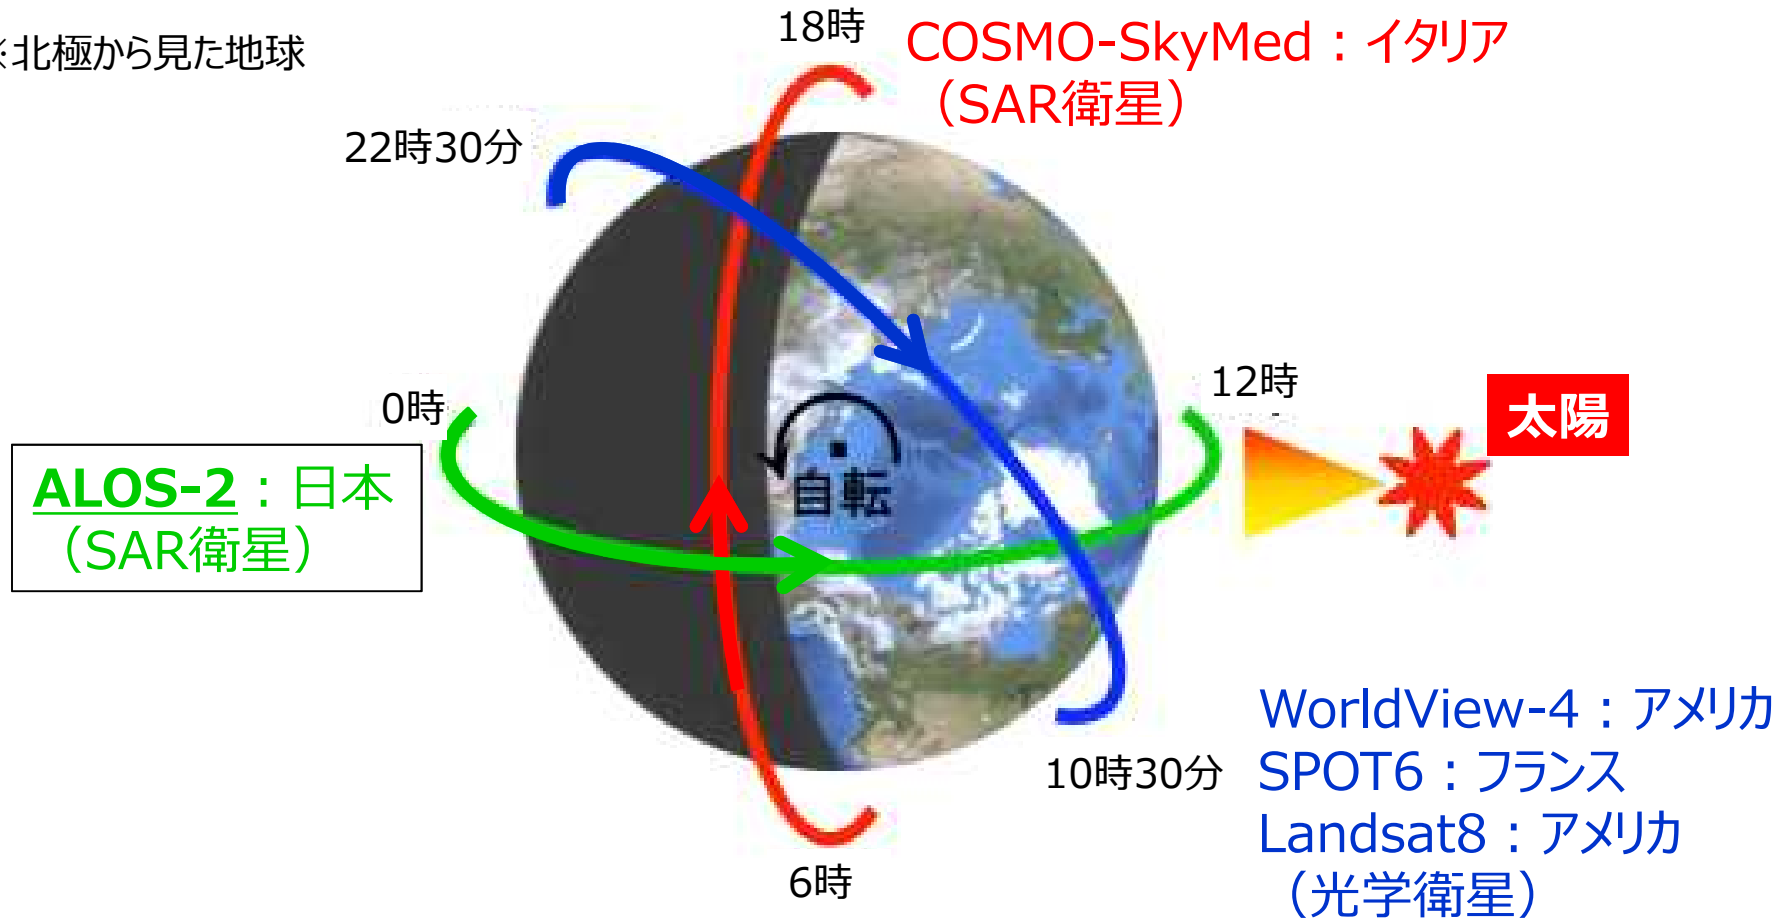 ※北極から見た地球
18時
COSMO-SkyMed：イタリア
（SAR衛星）
22時30分
0時
12時
太陽
ALOS-2：日本
（SAR衛星）
自転
WorldView-4：アメリカ
SPOT6：フランス
Landsat8：アメリカ
（光学衛星）
10時30分
6時